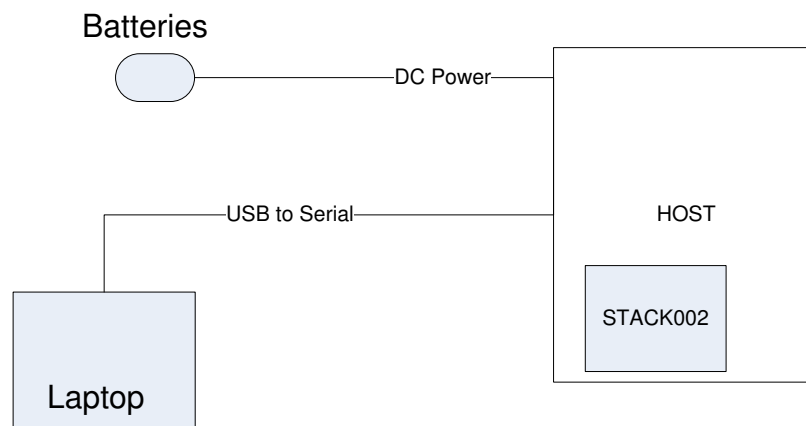 Batteries
DC Power
USB to Serial
HOST
STACK002
Laptop